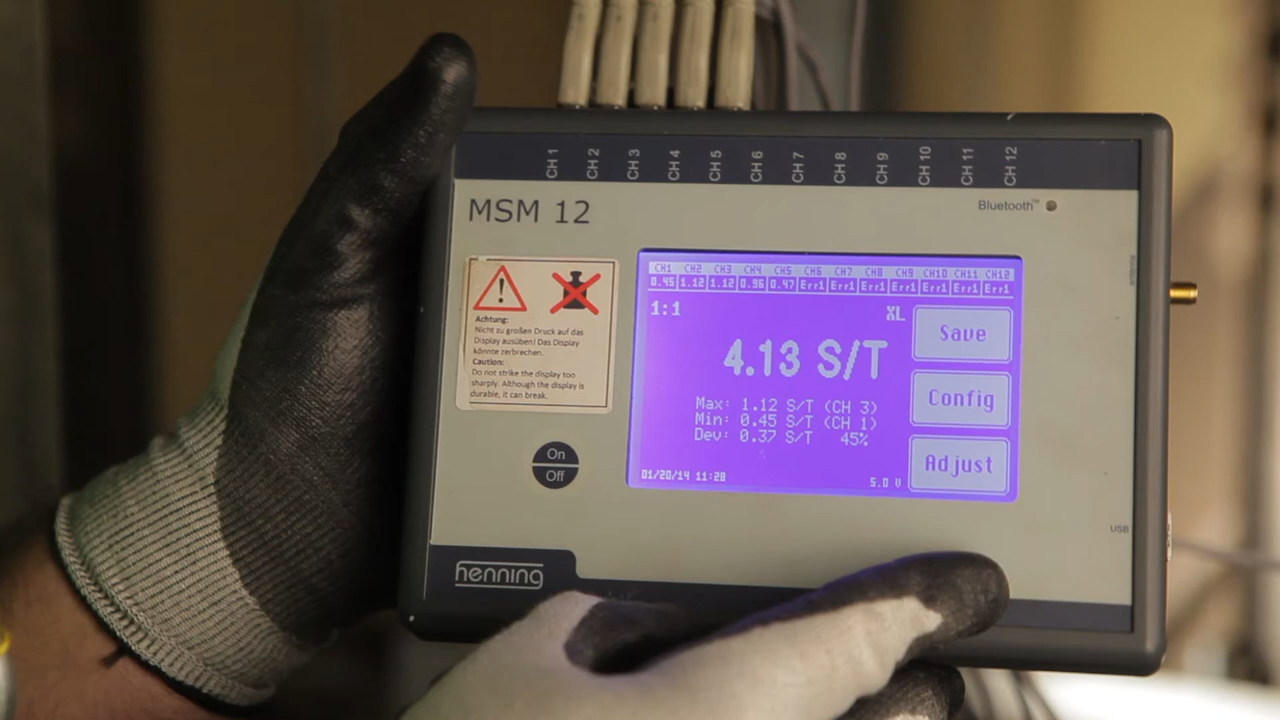 CH 1 CH 2 CH 3 CH 4 CH 5 CH 6 CH 7 CH 8 CH 9 CH 10 CH 11 CH 12
MSM 12
Bluetooth™
Achtung:
Nicht zu großen Druck auf das
Display ausüben! Das Display
könnte zerbrechen.
Caution:
Do not strike the display too
sharply. Although the display is
durable, it can break.
CH1 CH2 CH3 CH4 CH5 CH6 CH7 CH8 CH9 CH10 CH11 CH12
0.45 1.12 1.12 0.96 0.47 Err1 Err1 Err1 Err1 Err1 Err1 Err1
1:1
XL
Save
4.13 S/T
Config
Max: 1.12 S/T (CH 3)
Min: 0.45 S/T (CH 1)
Dev: 0.37 S/T 45%
Adjust
01/20/14 11:28
5.0 V
On
Off
USB
henning